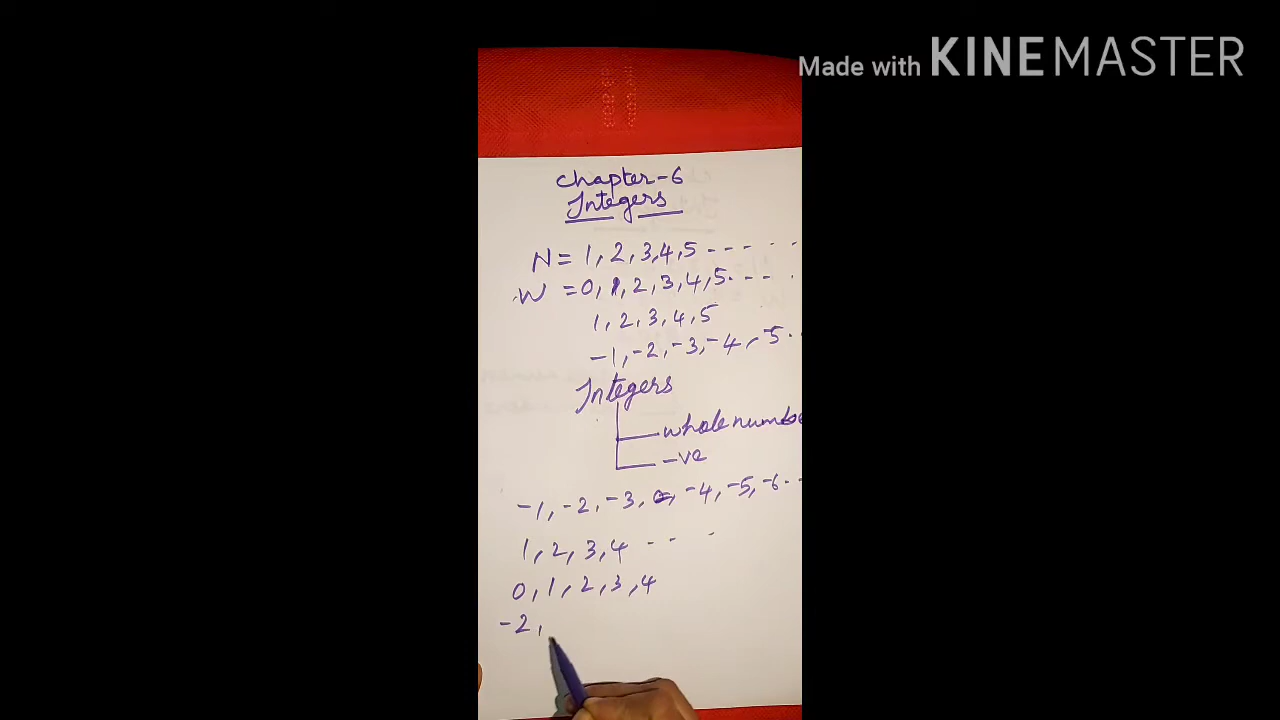 Made with KINEMASTER
Chapter-6
Integers
N = 1, 2, 3, 4, 5 - - - - -
W = 0, 1, 2, 3, 4, 5. - - - .
1, 2, 3, 4, 5
-1, -2, -3, -4, -5 . .
Integers
whole numbe
-ve
-1, -2, -3, , -4, -5, -6 - - -
1, 2, 3, 4 - - -
0, 1, 2, 3, 4
-2,